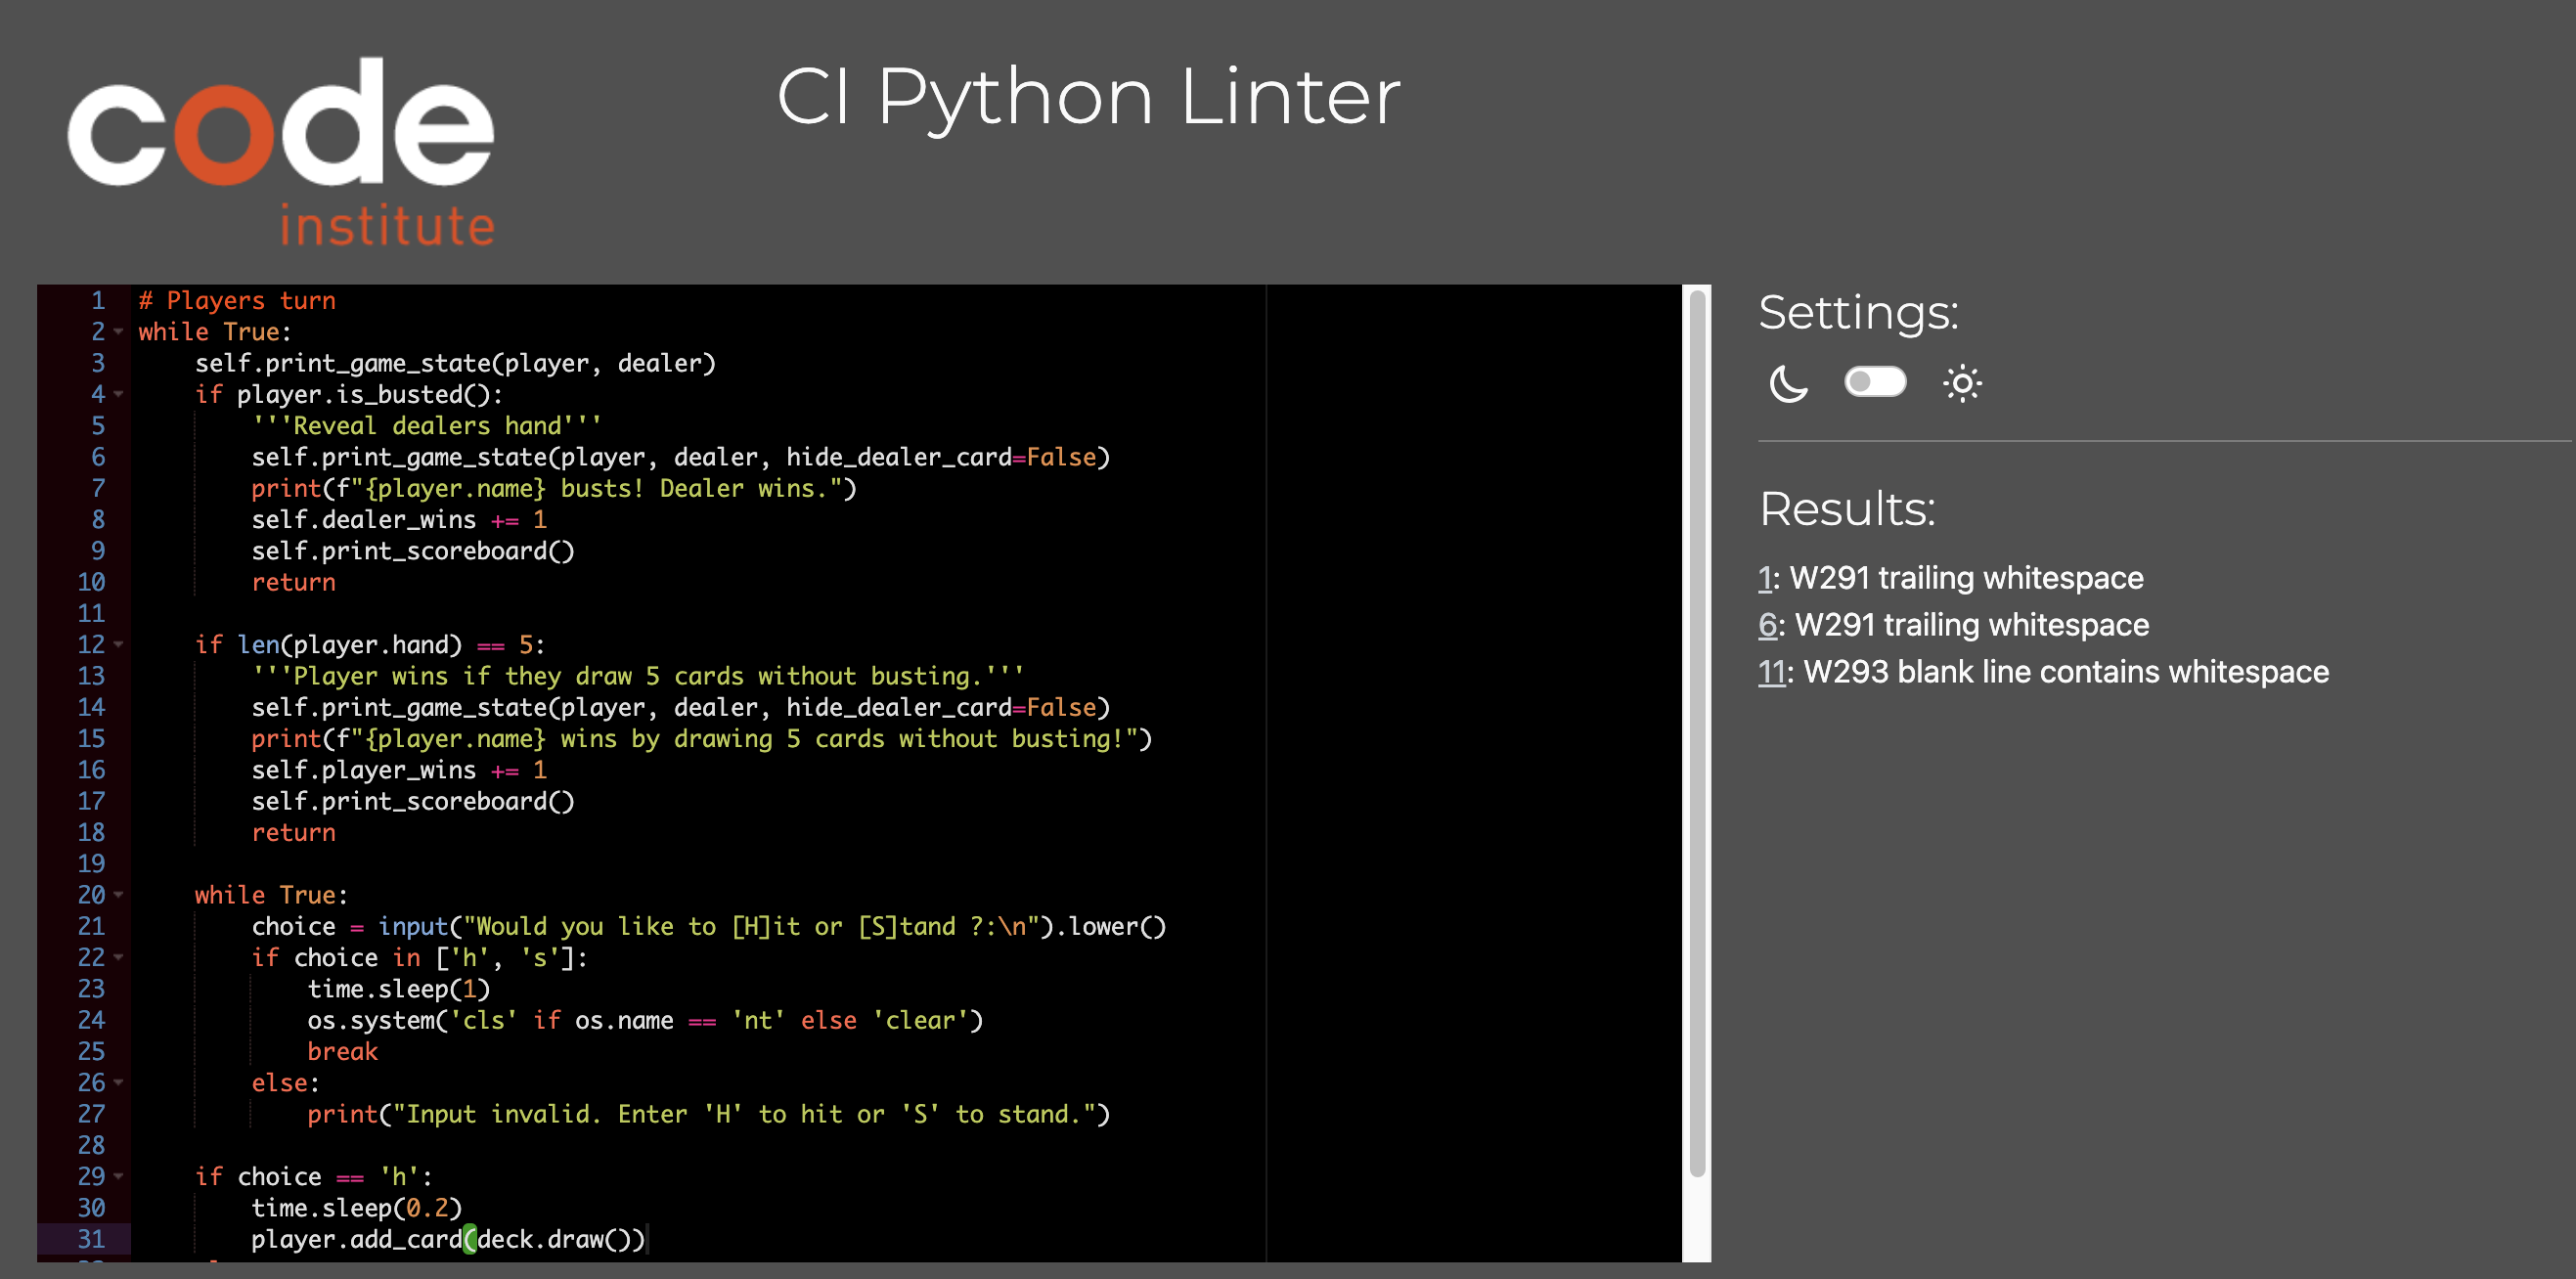 code
institute
CI Python Linter
1 # Players turn
2 while True:
3     self.print_game_state(player, dealer)
4     if player.is_busted():
5         '''Reveal dealers hand'''
6         self.print_game_state(player, dealer, hide_dealer_card=False)
7         print(f"{player.name} busts! Dealer wins.")
8         self.dealer_wins += 1
9         self.print_scoreboard()
10         return
11
12     if len(player.hand) == 5:
13         '''Player wins if they draw 5 cards without busting.'''
14         self.print_game_state(player, dealer, hide_dealer_card=False)
15         print(f"{player.name} wins by drawing 5 cards without busting!")
16         self.player_wins += 1
17         self.print_scoreboard()
18         return
19
20     while True:
21         choice = input("Would you like to [H]it or [S]tand ?:\n").lower()
22         if choice in ['h', 's']:
23             time.sleep(1)
24             os.system('cls' if os.name == 'nt' else 'clear')
25             break
26         else:
27             print("Input invalid. Enter 'H' to hit or 'S' to stand.")
28
29     if choice == 'h':
30         time.sleep(0.2)
31         player.add_card(deck.draw())
Settings:
Results:
1: W291 trailing whitespace
6: W291 trailing whitespace
11: W293 blank line contains whitespace